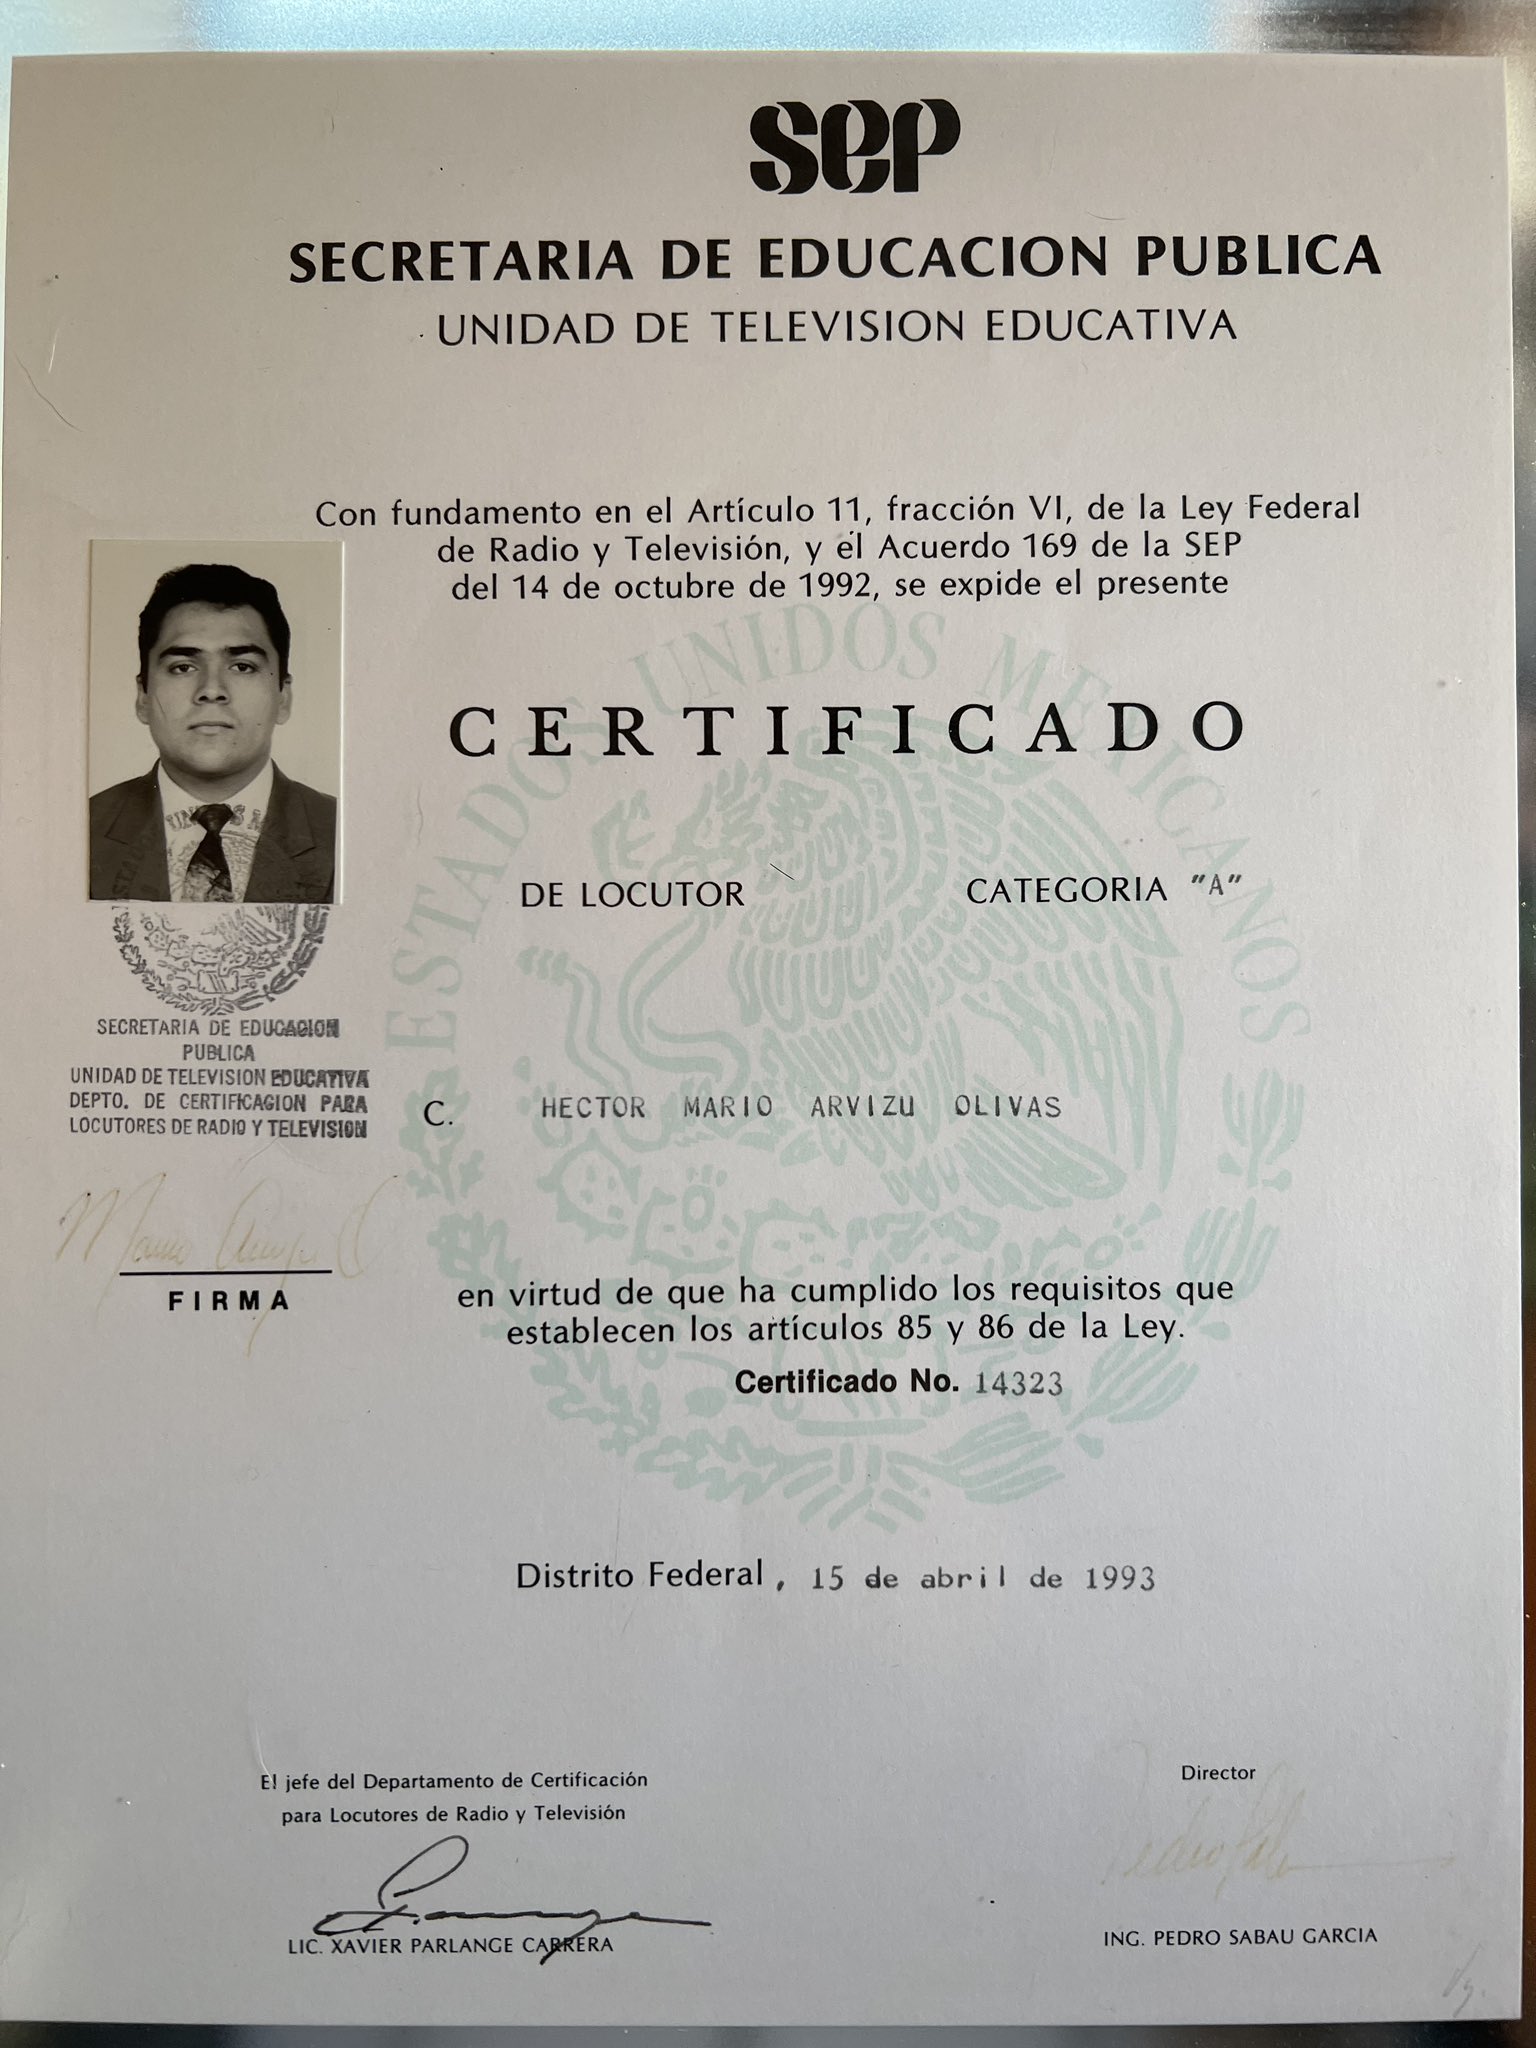 SEP
SECRETARIA DE EDUCACION PUBLICA
UNIDAD DE TELEVISION EDUCATIVA
Con fundamento en el Artículo 11, fracción VI, de la Ley Federal
de Radio y Televisión, y el Acuerdo 169 de la SEP
del 14 de octubre de 1992, se expide el presente
ESTADOS UNIDOS MEXICANOS
CERTIFICADO
DE LOCUTOR CATEGORIA "A"
SECRETARIA DE EDUCACION
PUBLICA
UNIDAD DE TELEVISION EDUCATIVA
DEPTO. DE CERTIFICACION PARA
LOCUTORES DE RADIO Y TELEVISION
C. HECTOR MARIO ARVIZU OLIVAS
FIRMA
en virtud de que ha cumplido los requisitos que
establecen los artículos 85 y 86 de la Ley.
Certificado No. 14323
Distrito Federal, 15 de abril de 1993
El jefe del Departamento de Certificación
para Locutores de Radio y Televisión
LIC. XAVIER PARLANGE CARRERA
Director
ING. PEDRO SABAU GARCIA